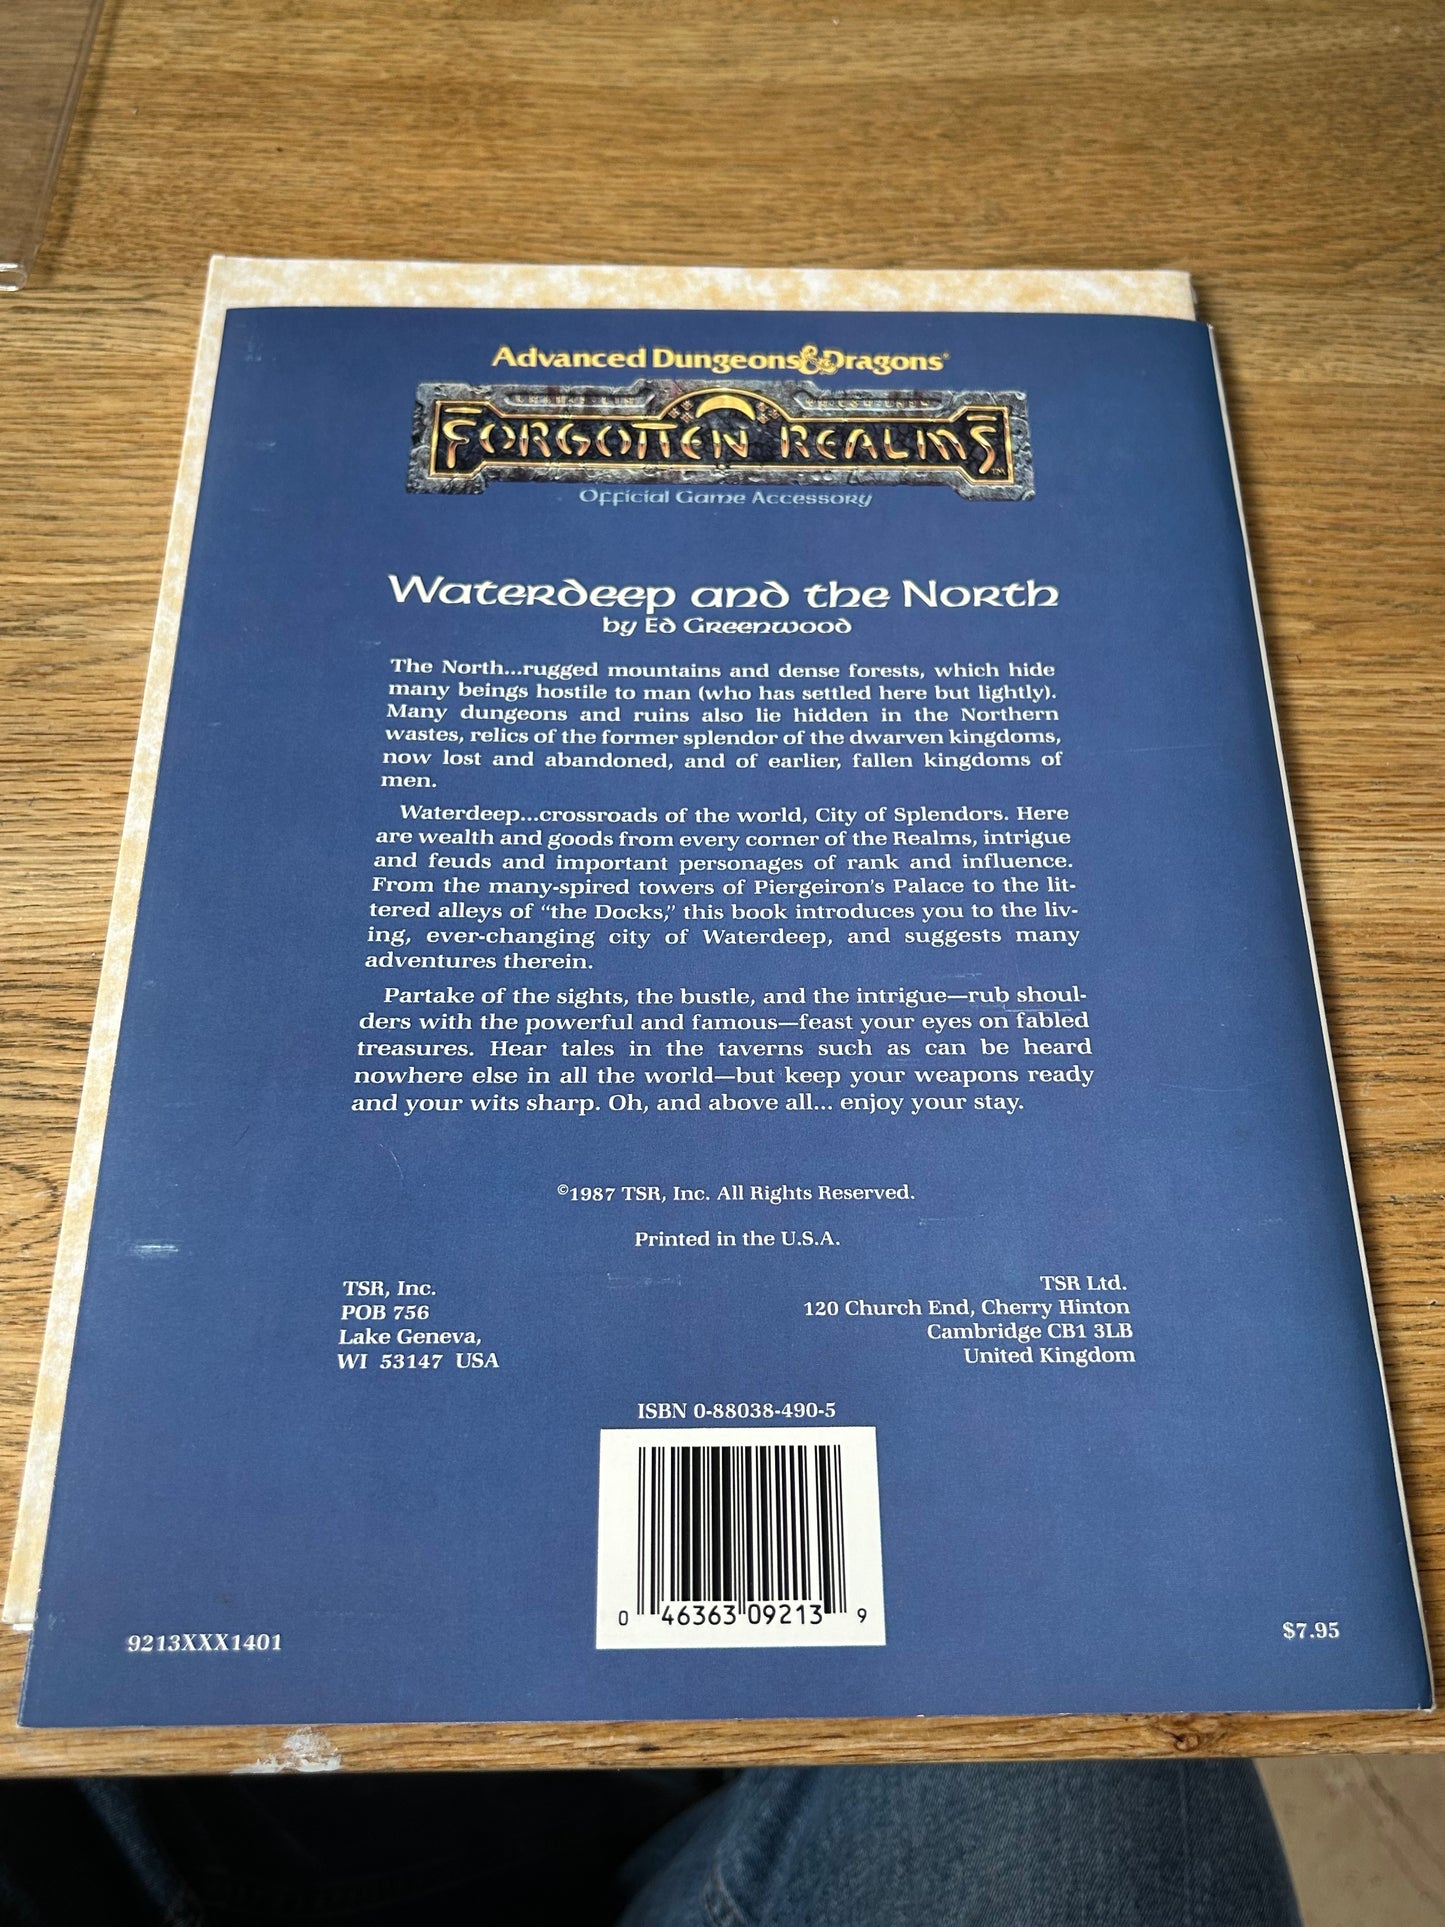 Advanced Dungeons & Dragons®
FORGOTTEN REALMS™
Official Game Accessory
Waterdeep and the North
by Ed Greenwood
The North...rugged mountains and dense forests, which hide
many beings hostile to man (who has settled here but lightly).
Many dungeons and ruins also lie hidden in the Northern
wastes, relics of the former splendor of the dwarven kingdoms,
now lost and abandoned, and of earlier, fallen kingdoms of
men.
Waterdeep...crossroads of the world, City of Splendors. Here
are wealth and goods from every corner of the Realms, intrigue
and feuds and important personages of rank and influence.
From the many-spired towers of Piergeiron's Palace to the lit-
tered alleys of "the Docks," this book introduces you to the liv-
ing, ever-changing city of Waterdeep, and suggests many
adventures therein.
Partake of the sights, the bustle, and the intrigue—rub shoul-
ders with the powerful and famous—feast your eyes on fabled
treasures. Hear tales in the taverns such as can be heard
nowhere else in all the world—but keep your weapons ready
and your wits sharp. Oh, and above all... enjoy your stay.
©1987 TSR, Inc. All Rights Reserved.
Printed in the U.S.A.
TSR, Inc.
POB 756
Lake Geneva,
WI 53147 USA
TSR Ltd.
120 Church End, Cherry Hinton
Cambridge CB1 3LB
United Kingdom
ISBN 0-88038-490-5
0 46363 09213 9
9213XXX1401
$7.95